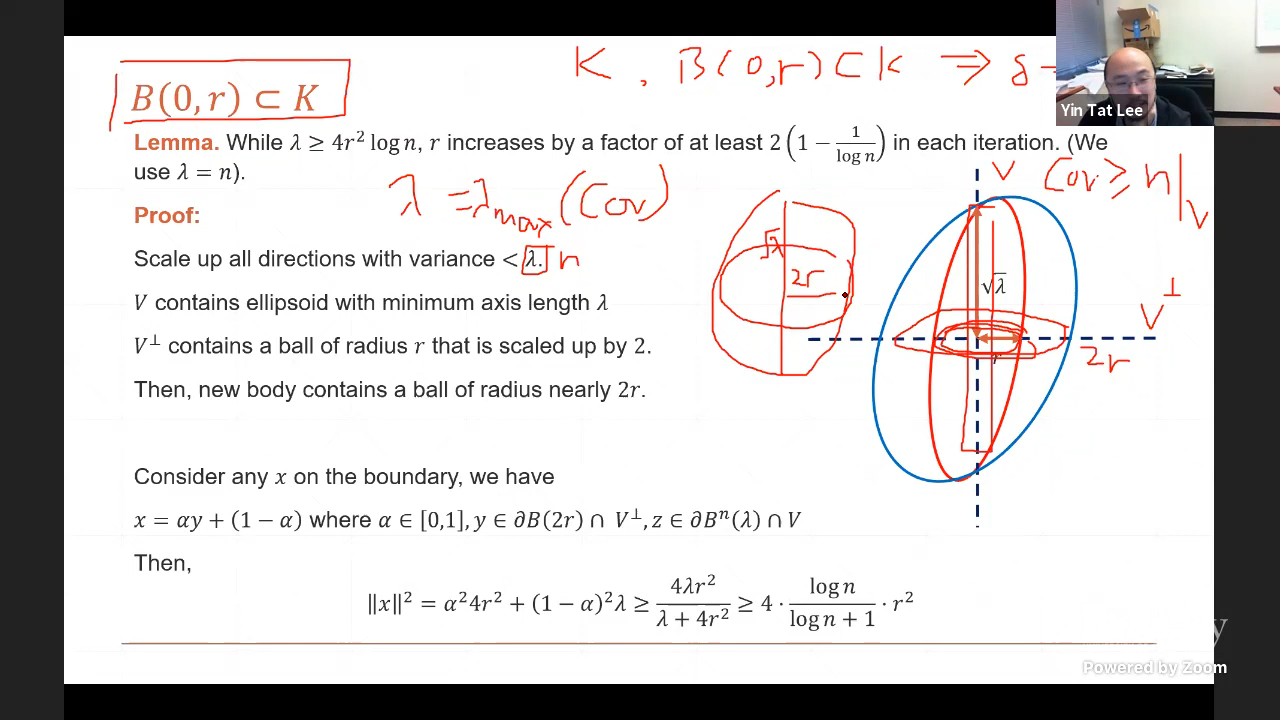 K, B(0,r) ⊂ K ⇒ δ
B(0, r) ⊂ K
Yin Tat Lee
Lemma. While λ ≥ 4r² log n, r increases by a factor of at least 2(1 − 1/log n) in each iteration. (We
use λ = n).
λ = λmax(Cov)
V
Cov ≥ n|V
Proof:
Scale up all directions with variance < λ. n
√λ
2r
√λ
V contains ellipsoid with minimum axis length λ
V⊥
V⊥ contains a ball of radius r that is scaled up by 2.
r
2r
Then, new body contains a ball of radius nearly 2r.
Consider any x on the boundary, we have
x = αy + (1 − α) where α ∈ [0,1], y ∈ ∂B(2r) ∩ V⊥, z ∈ ∂Bⁿ(λ) ∩ V
Then,
‖x‖² = α²4r² + (1 − α)²λ ≥ 4λr²/(λ + 4r²) ≥ 4 · log n/(log n + 1) · r²
y
Powered by Zoom